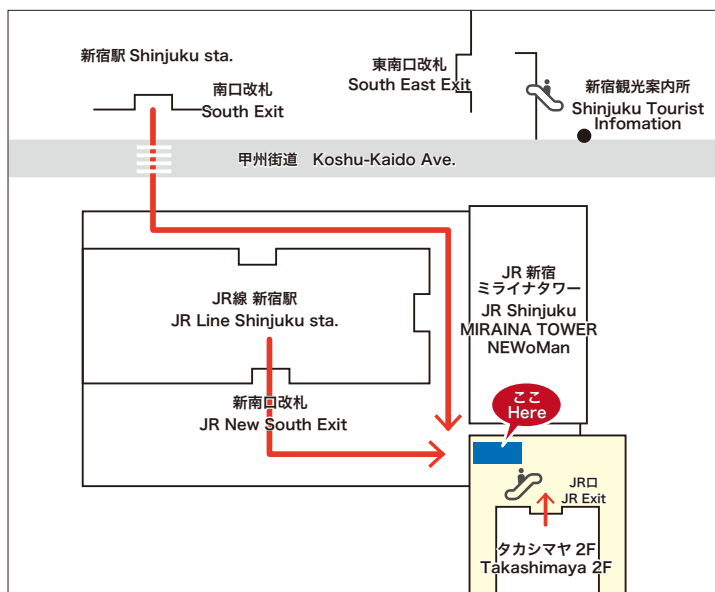 新宿駅 Shinjuku sta.
南口改札
South Exit
東南口改札
South East Exit
新宿観光案内所
Shinjuku Tourist
Infomation
甲州街道 Koshu-Kaido Ave.
JR線 新宿駅
JR Line Shinjuku sta.
JR 新宿
ミライナタワー
JR Shinjuku
MIRAINA TOWER
NEWoMan
新南口改札
JR New South Exit
ここ
Here
JR口
JR Exit
タカシマヤ 2F
Takashimaya 2F